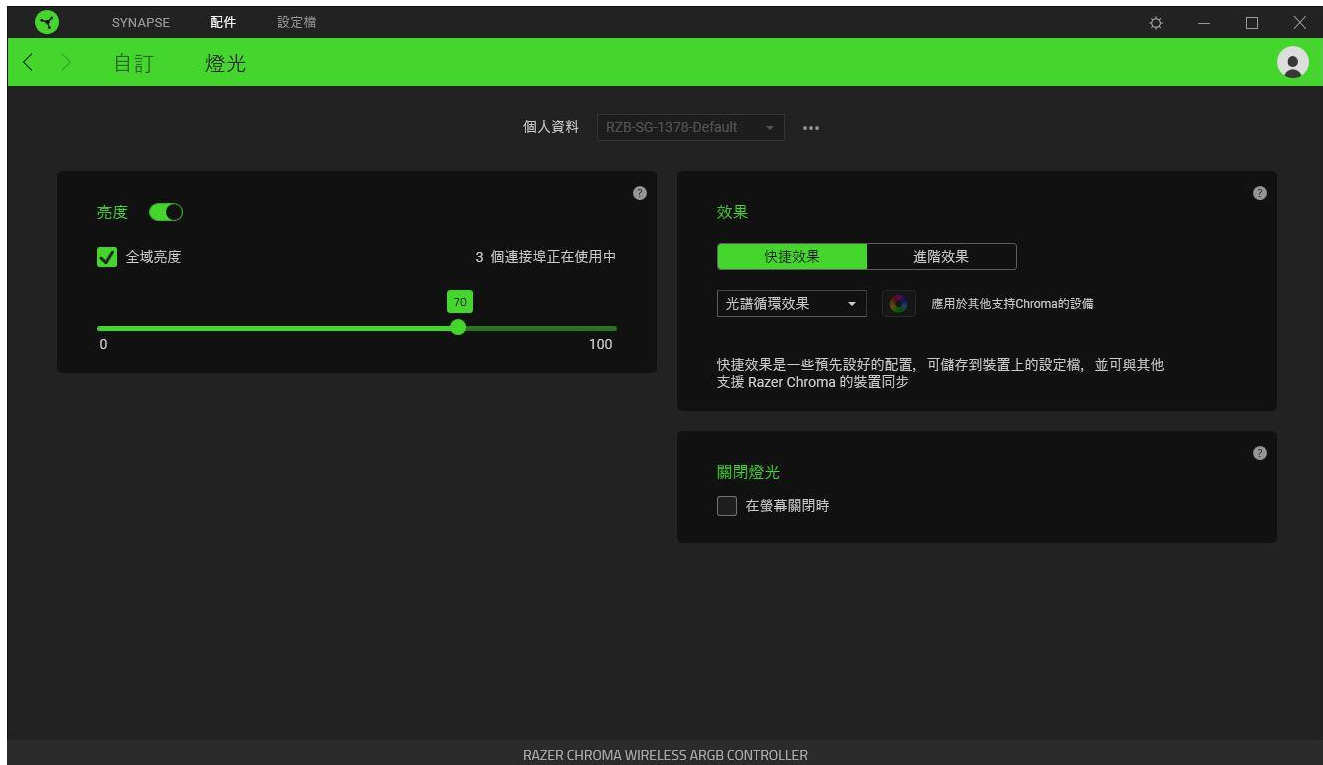 SYNAPSE 配件 設定檔
自訂 燈光
個人資料 RZB-SG-1378-Default
亮度
全域亮度 3 個連接埠正在使用中
70
0 100
效果
快捷效果 進階效果
光譜循環效果 應用於其他支持Chroma的設備
快捷效果是一些預先設好的配置，可儲存到裝置上的設定檔，並可與其他
支援 Razer Chroma 的裝置同步
關閉燈光
在螢幕關閉時
RAZER CHROMA WIRELESS ARGB CONTROLLER